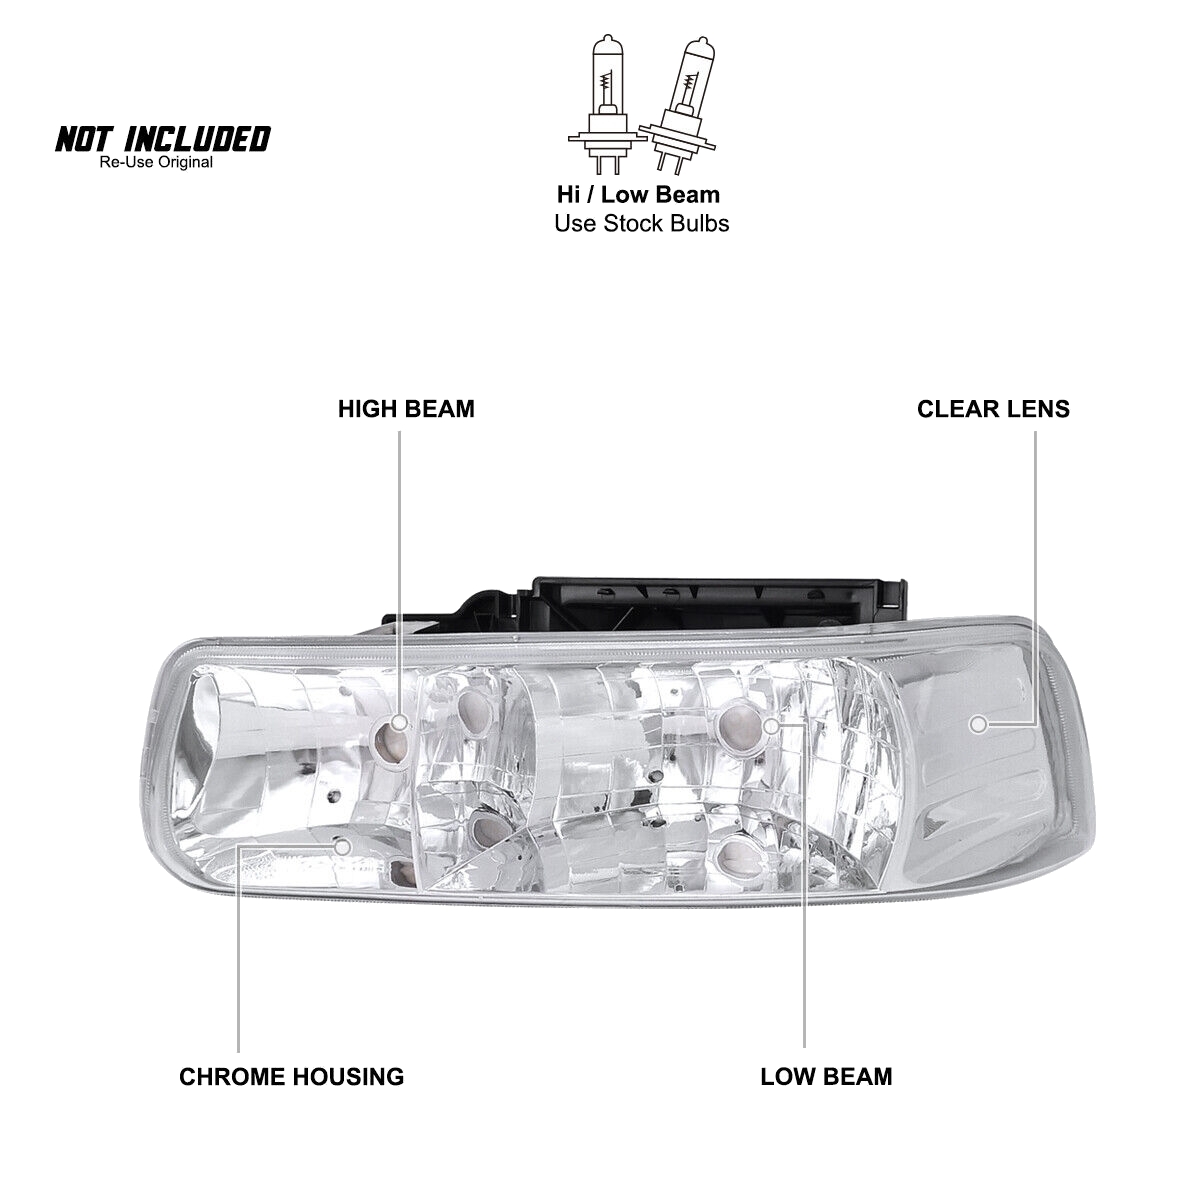 NOT INCLUDED
Re-Use Original
Hi / Low Beam
Use Stock Bulbs
HIGH BEAM
CLEAR LENS
CHROME HOUSING
LOW BEAM